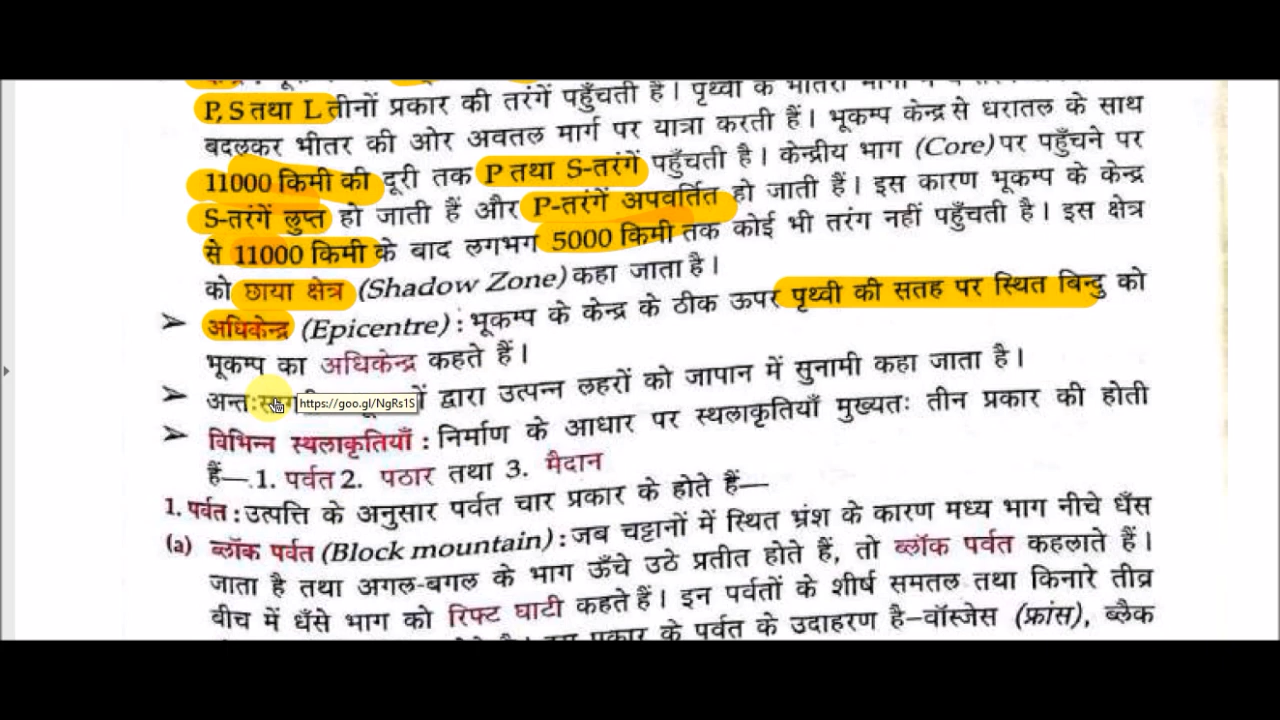 P, S तथा L तीनों प्रकार की तरंगें पहुँचती हैं। पृथ्वी के भीतरी भागों में
बदलकर भीतर की ओर अवतल मार्ग पर यात्रा करती हैं। भूकम्प केन्द्र से धरातल के साथ
11000 किमी की दूरी तक P तथा S-तरंगें पहुँचती है। केन्द्रीय भाग (Core) पर पहुँचने पर
S-तरंगें लुप्त हो जाती हैं और P-तरंगें अपवर्तित हो जाती हैं। इस कारण भूकम्प के केन्द्र
से 11000 किमी के बाद लगभग 5000 किमी तक कोई भी तरंग नहीं पहुँचती है। इस क्षेत्र
को छाया क्षेत्र (Shadow Zone) कहा जाता है।
➤ अधिकेन्द्र (Epicentre) : भूकम्प के केन्द्र के ठीक ऊपर पृथ्वी की सतह पर स्थित बिन्दु को
भूकम्प का अधिकेन्द्र कहते हैं।
➤ अन्तः https://goo.gl/NgRs1S द्वारा उत्पन्न लहरों को जापान में सुनामी कहा जाता है।
➤ विभिन्न स्थलाकृतियाँ : निर्माण के आधार पर स्थलाकृतियाँ मुख्यतः तीन प्रकार की होती
हैं— 1. पर्वत 2. पठार तथा 3. मैदान
1. पर्वत : उत्पत्ति के अनुसार पर्वत चार प्रकार के होते हैं—
(a) ब्लॉक पर्वत (Block mountain) : जब चट्टानों में स्थित भ्रंश के कारण मध्य भाग नीचे धँस
जाता है तथा अगल-बगल के भाग ऊँचे उठे प्रतीत होते हैं, तो ब्लॉक पर्वत कहलाते हैं।
बीच में धँसे भाग को रिफ्ट घाटी कहते हैं। इन पर्वतों के शीर्ष समतल तथा किनारे तीव्र
प्रकार के पर्वत के उदाहरण है–वॉस्जेस (फ्रांस), ब्लैक